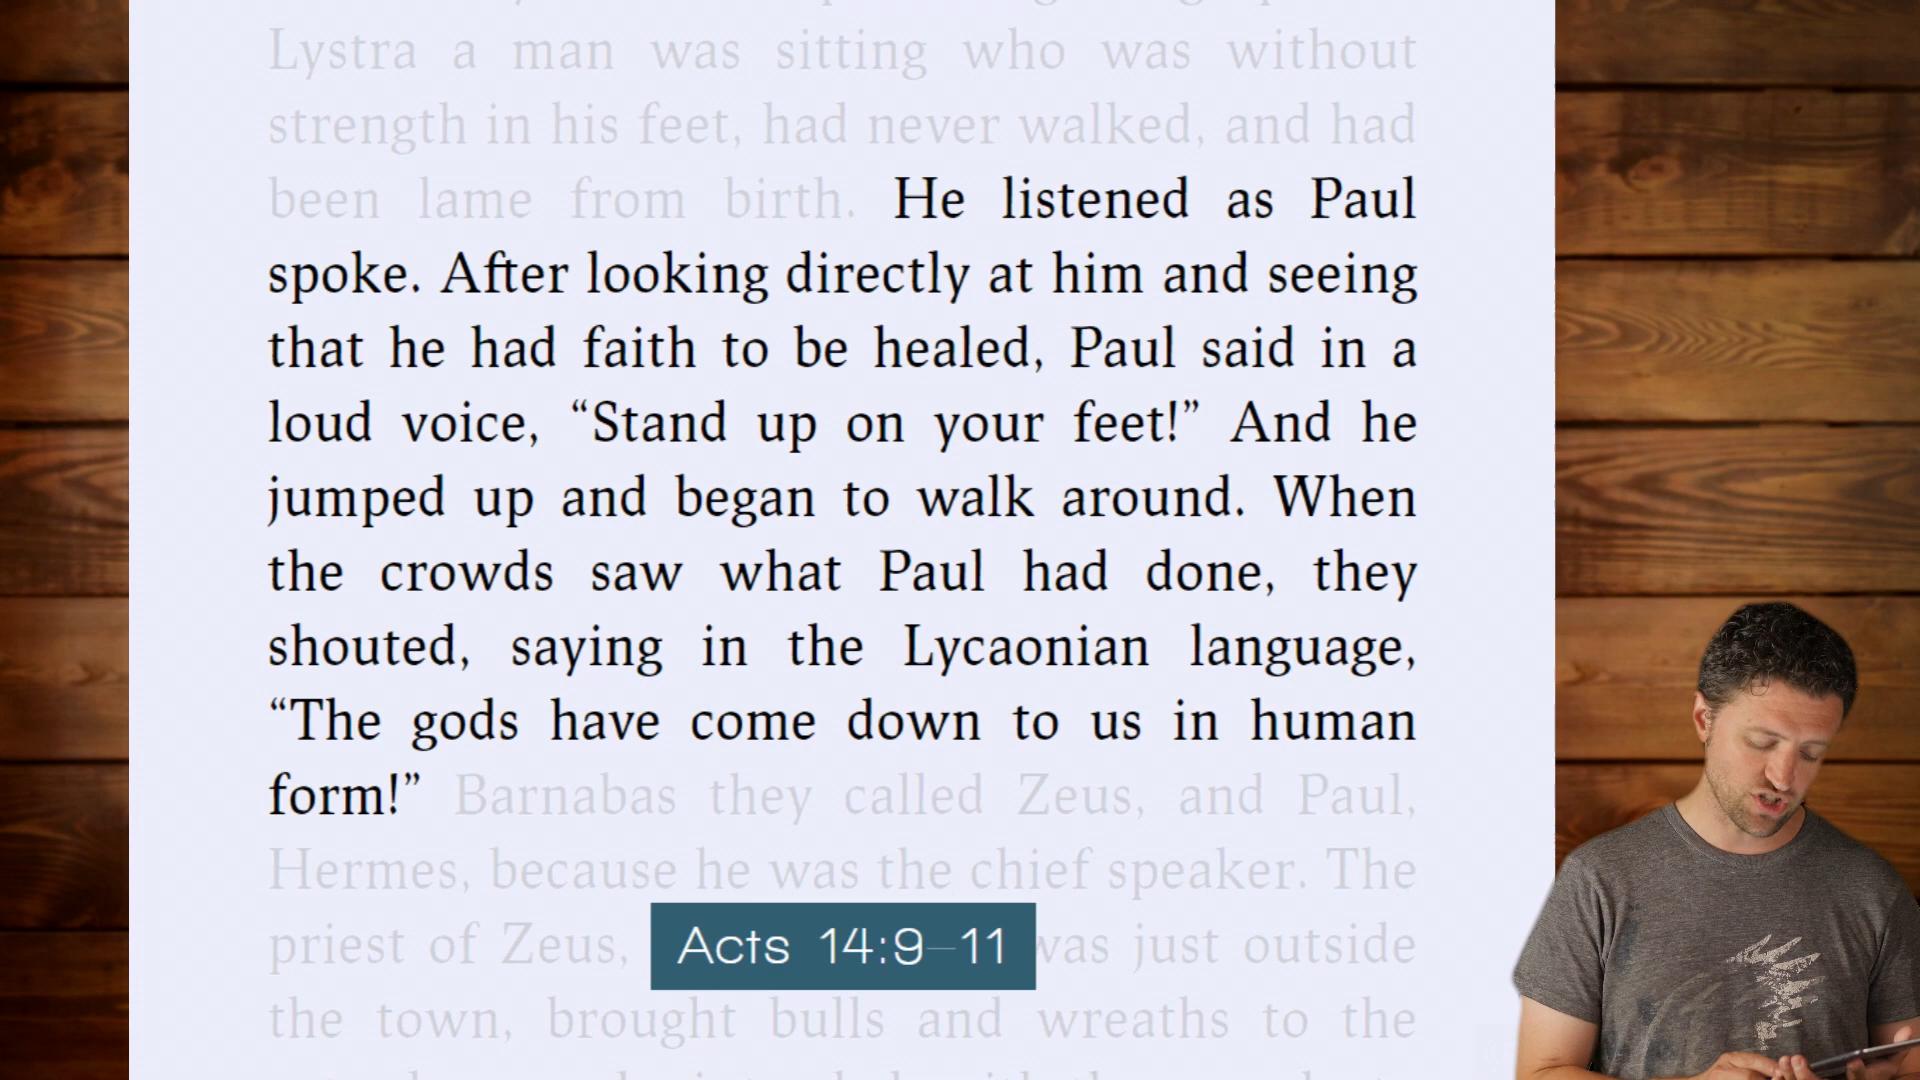 Lystra a man was sitting who was without
strength in his feet, had never walked, and had
been lame from birth. He listened as Paul
spoke. After looking directly at him and seeing
that he had faith to be healed, Paul said in a
loud voice, “Stand up on your feet!” And he
jumped up and began to walk around. When
the crowds saw what Paul had done, they
shouted, saying in the Lycaonian language,
“The gods have come down to us in human
form!” Barnabas they called Zeus, and Paul,
Hermes, because he was the chief speaker. The
priest of Zeus, was just outside
Acts 14:9–11
the town, brought bulls and wreaths to the